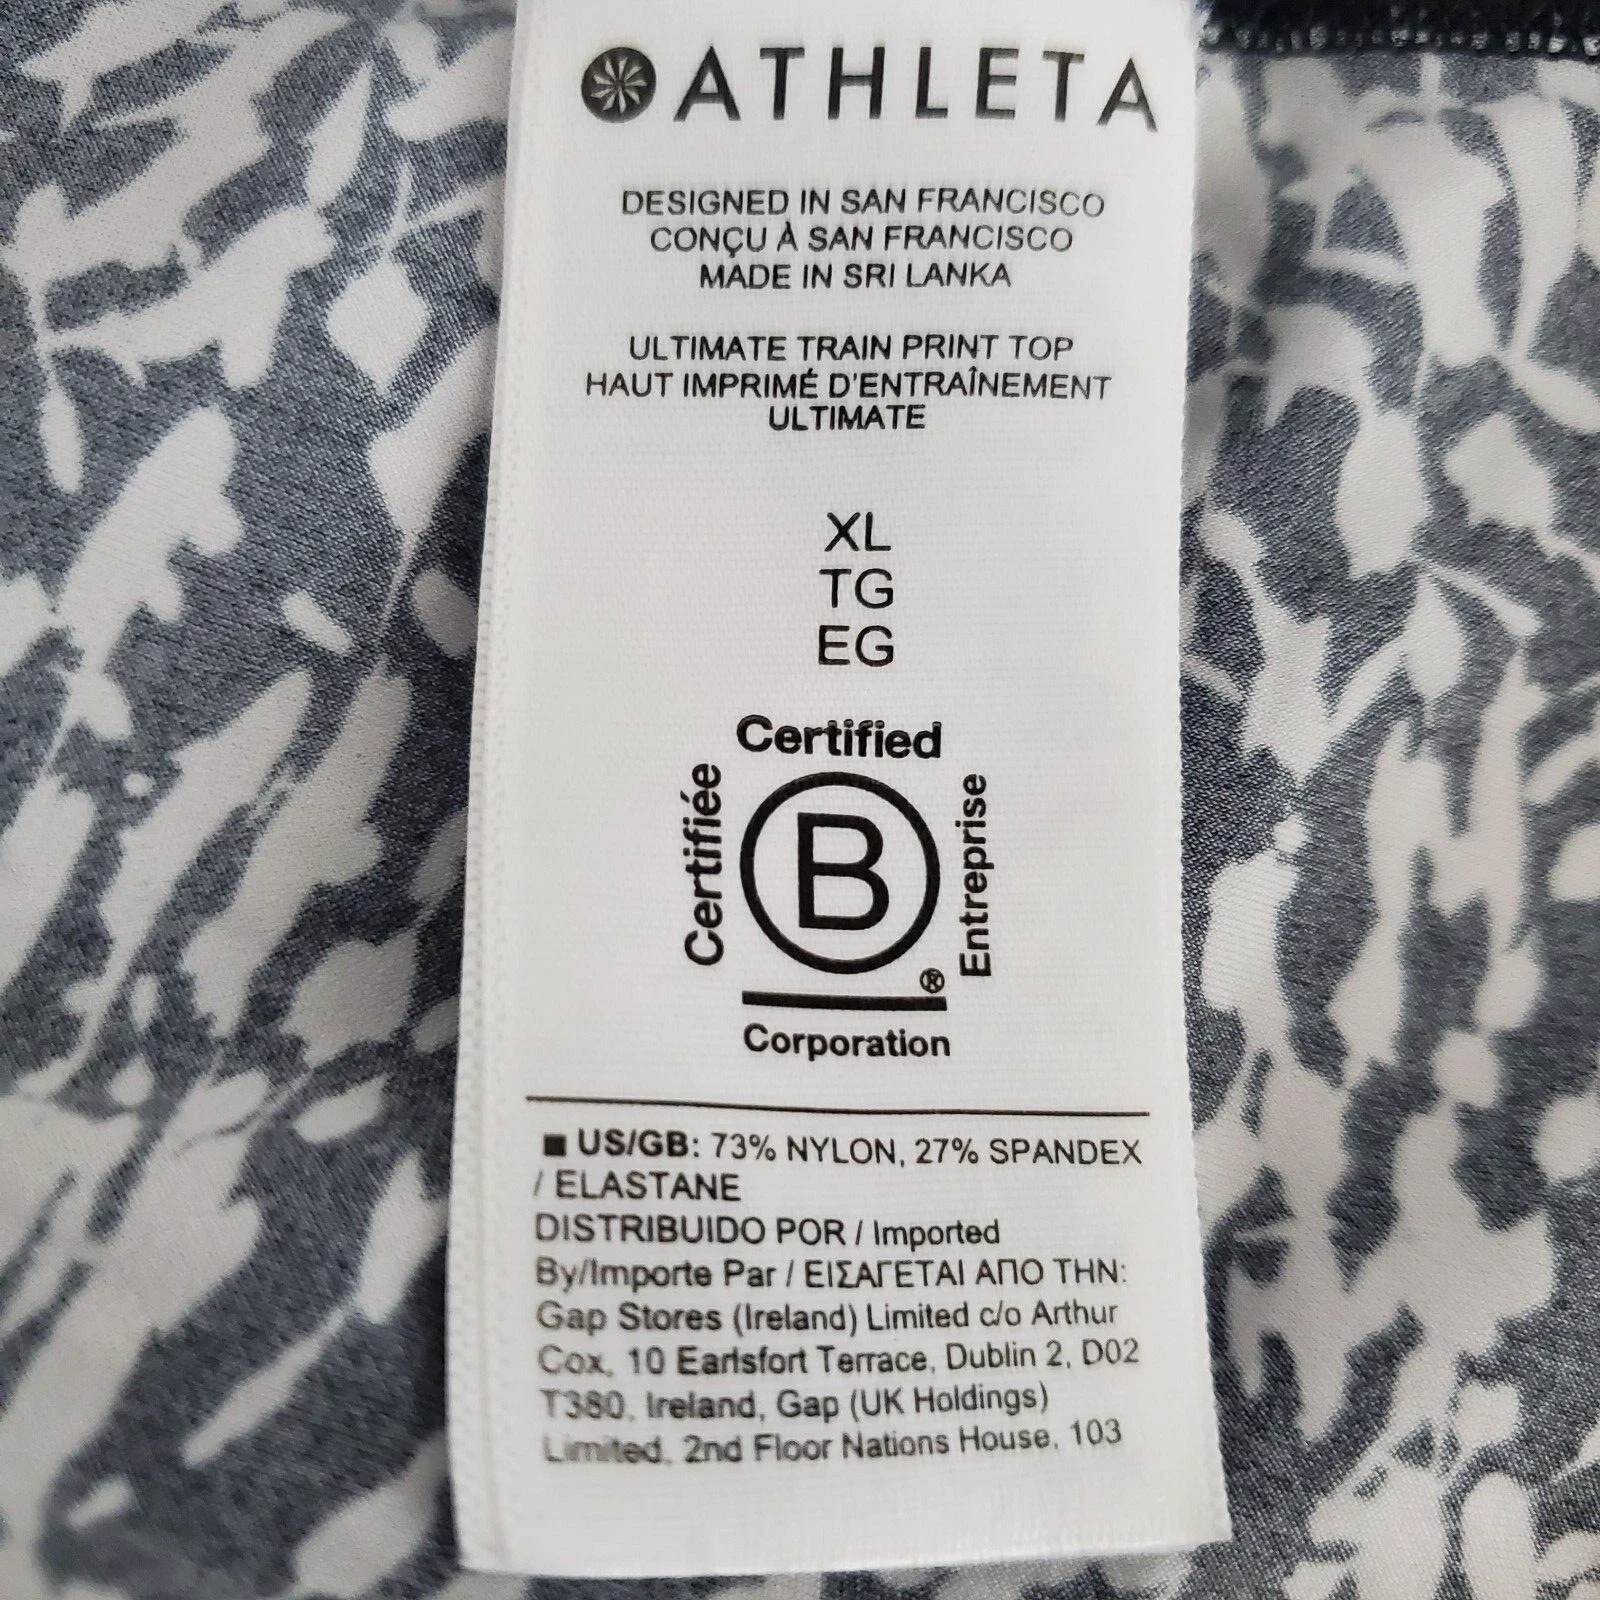 ATHLETA
DESIGNED IN SAN FRANCISCO
CONÇU À SAN FRANCISCO
MADE IN SRI LANKA
ULTIMATE TRAIN PRINT TOP
HAUT IMPRIMÉ D'ENTRAÎNEMENT
ULTIMATE
XL
TG
EG
Certified
Certifiée
B
Entreprise
®
Corporation
■ US/GB: 73% NYLON, 27% SPANDEX
/ ELASTANE
DISTRIBUIDO POR / Imported
By/Importe Par / ΕΙΣΑΓΕΤΑΙ ΑΠΟ ΤΗΝ:
Gap Stores (Ireland) Limited c/o Arthur
Cox, 10 Earlsfort Terrace, Dublin 2, D02
T380, Ireland, Gap (UK Holdings)
Limited, 2nd Floor Nations House, 103